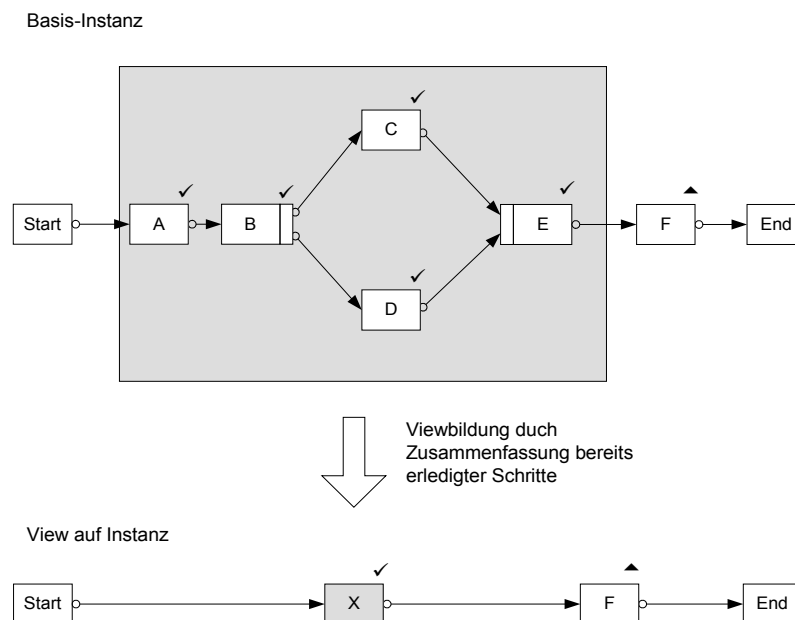 Basis-Instanz
C
Start
A
B
E
F
End
D
Viewbildung duch
Zusammenfassung bereits
erledigter Schritte
View auf Instanz
Start
X
F
End